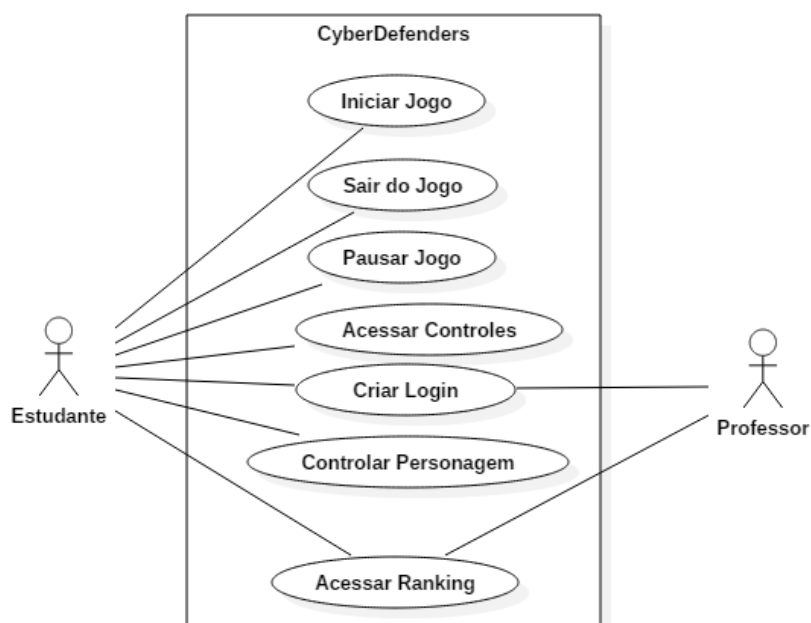 CyberDefenders
Iniciar Jogo
Sair do Jogo
Pausar Jogo
Acessar Controles
Criar Login
Estudante
Professor
Controlar Personagem
Acessar Ranking